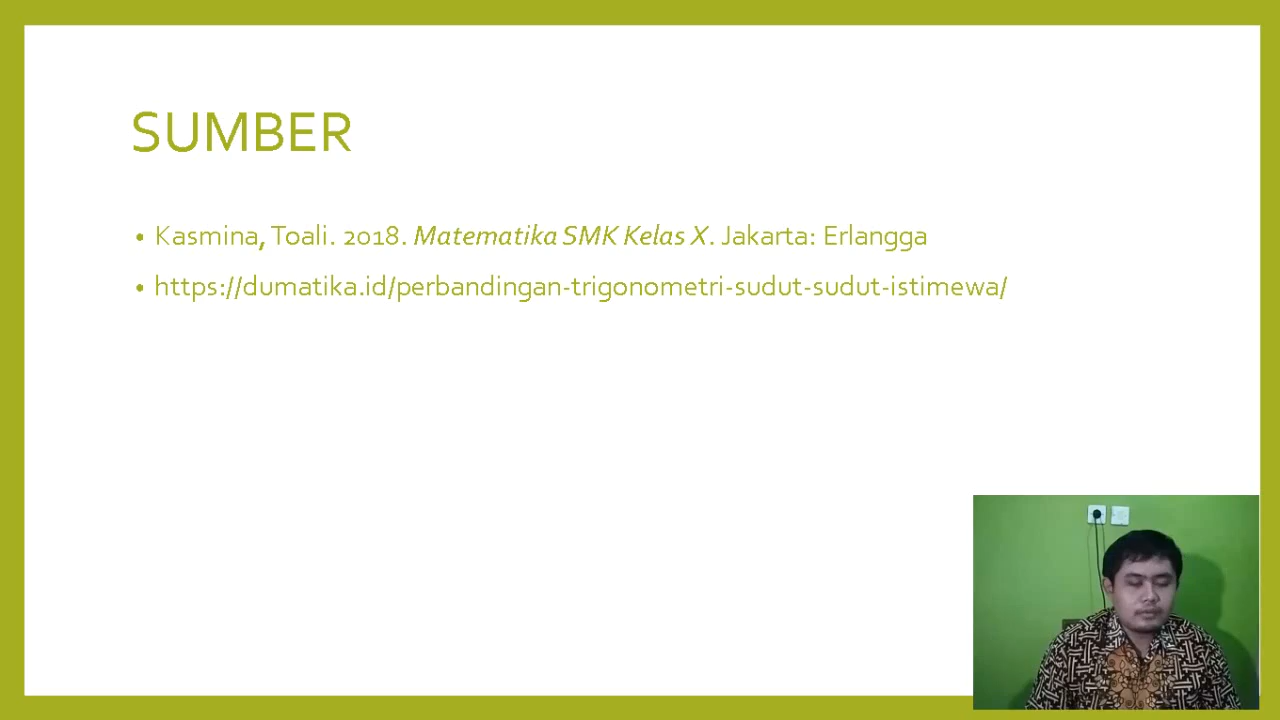 SUMBER
• Kasmina, Toali. 2018. Matematika SMK Kelas X. Jakarta: Erlangga
• https://dumatika.id/perbandingan-trigonometri-sudut-sudut-istimewa/